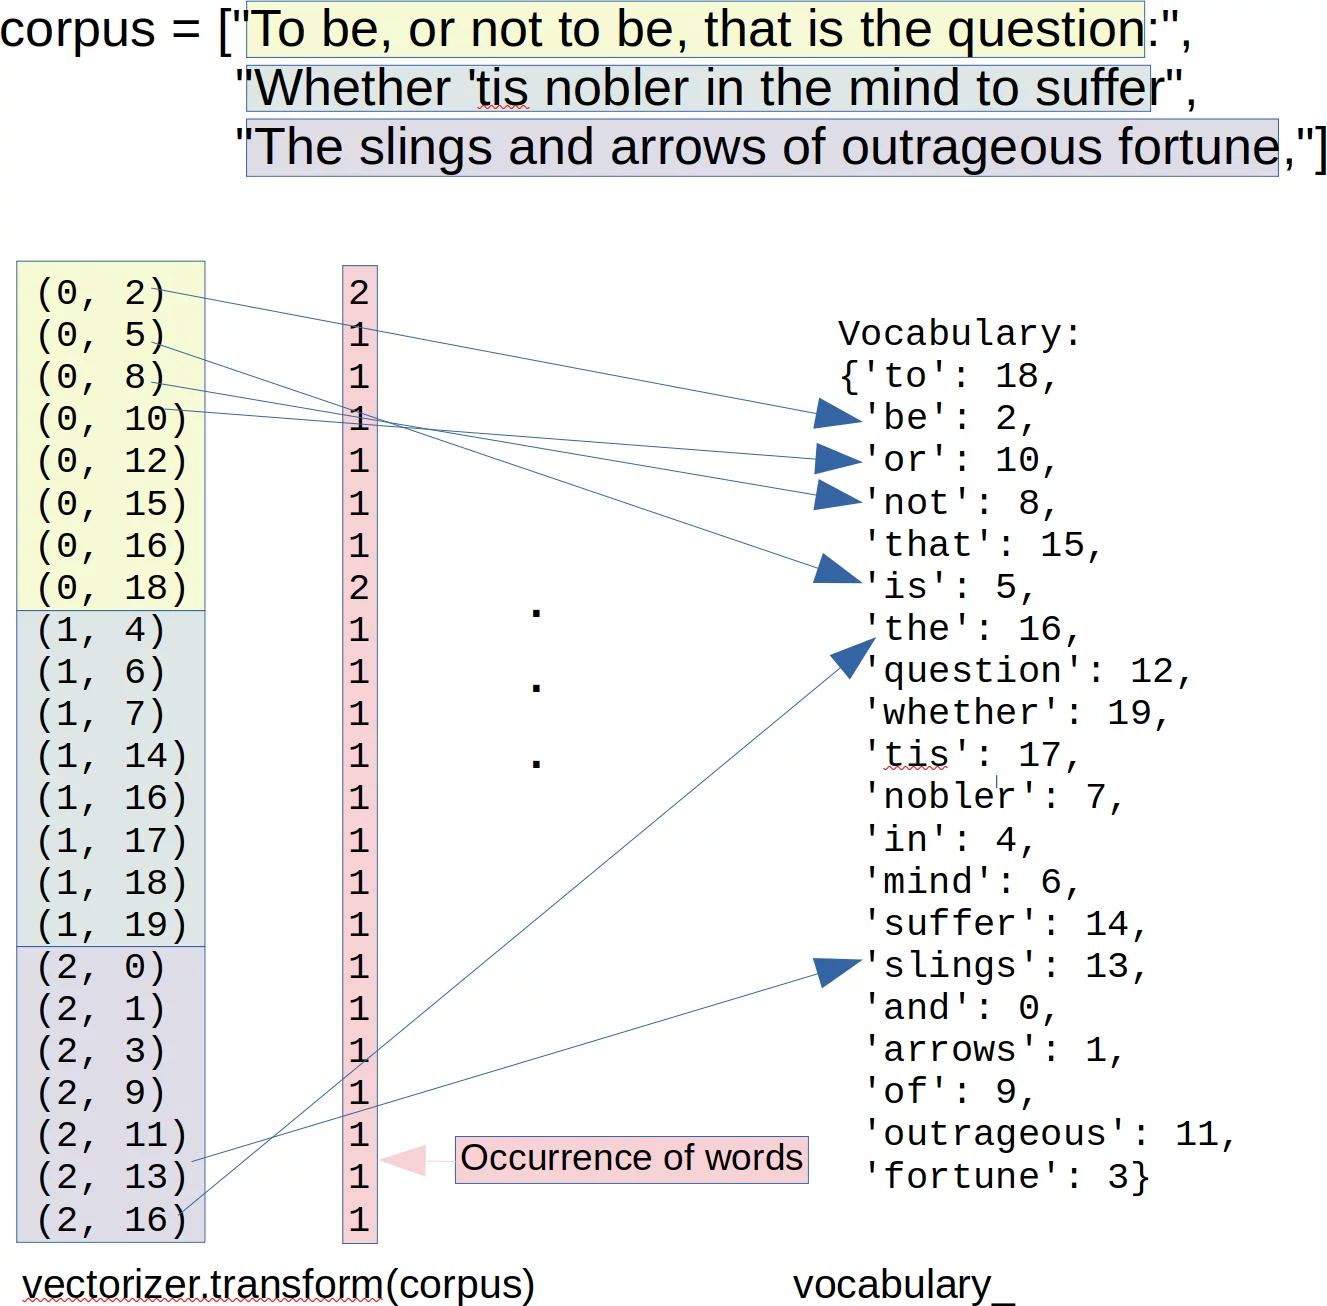 corpus = ["To be, or not to be, that is the question:",
"Whether 'tis nobler in the mind to suffer",
"The slings and arrows of outrageous fortune,"]
(0, 2) 2
(0, 5) 1
(0, 8) 1
(0, 10) 1
(0, 12) 1
(0, 15) 1
(0, 16) 1
(0, 18) 2
(1, 4) 1
(1, 6) 1
(1, 7) 1
(1, 14) 1
(1, 16) 1
(1, 17) 1
(1, 18) 1
(1, 19) 1
(2, 0) 1
(2, 1) 1
(2, 3) 1
(2, 9) 1
(2, 11) 1
(2, 13) 1
(2, 16) 1
.
.
.
Occurrence of words
Vocabulary:
{'to': 18,
'be': 2,
'or': 10,
'not': 8,
'that': 15,
'is': 5,
'the': 16,
'question': 12,
'whether': 19,
'tis': 17,
'nobler': 7,
'in': 4,
'mind': 6,
'suffer': 14,
'slings': 13,
'and': 0,
'arrows': 1,
'of': 9,
'outrageous': 11,
'fortune': 3}
vectorizer.transform(corpus)
vocabulary_